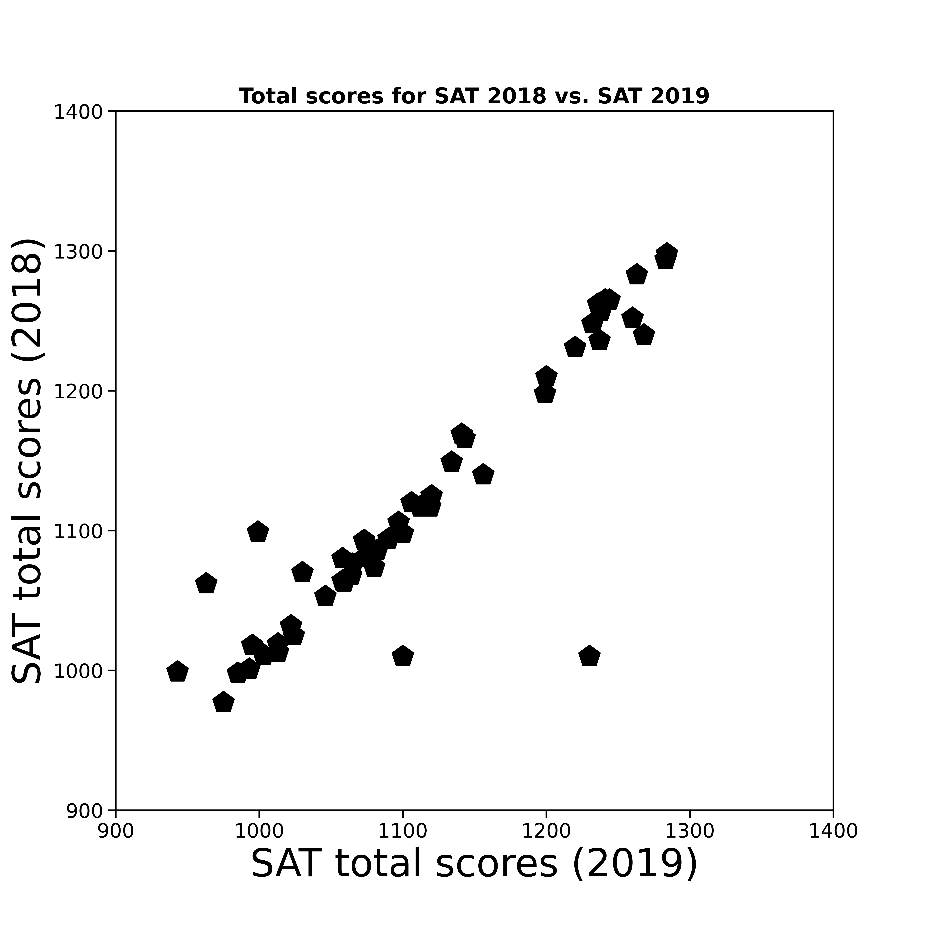 Total scores for SAT 2018 vs. SAT 2019
1400
1300
1200
1100
1000
900
SAT total scores (2018)
900 1000 1100 1200 1300 1400
SAT total scores (2019)